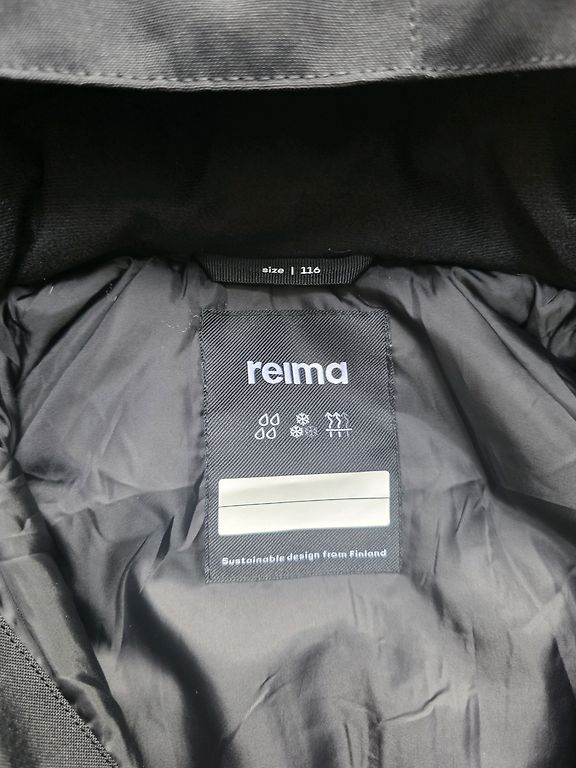 size | 116
reima
Sustainable design from Finland